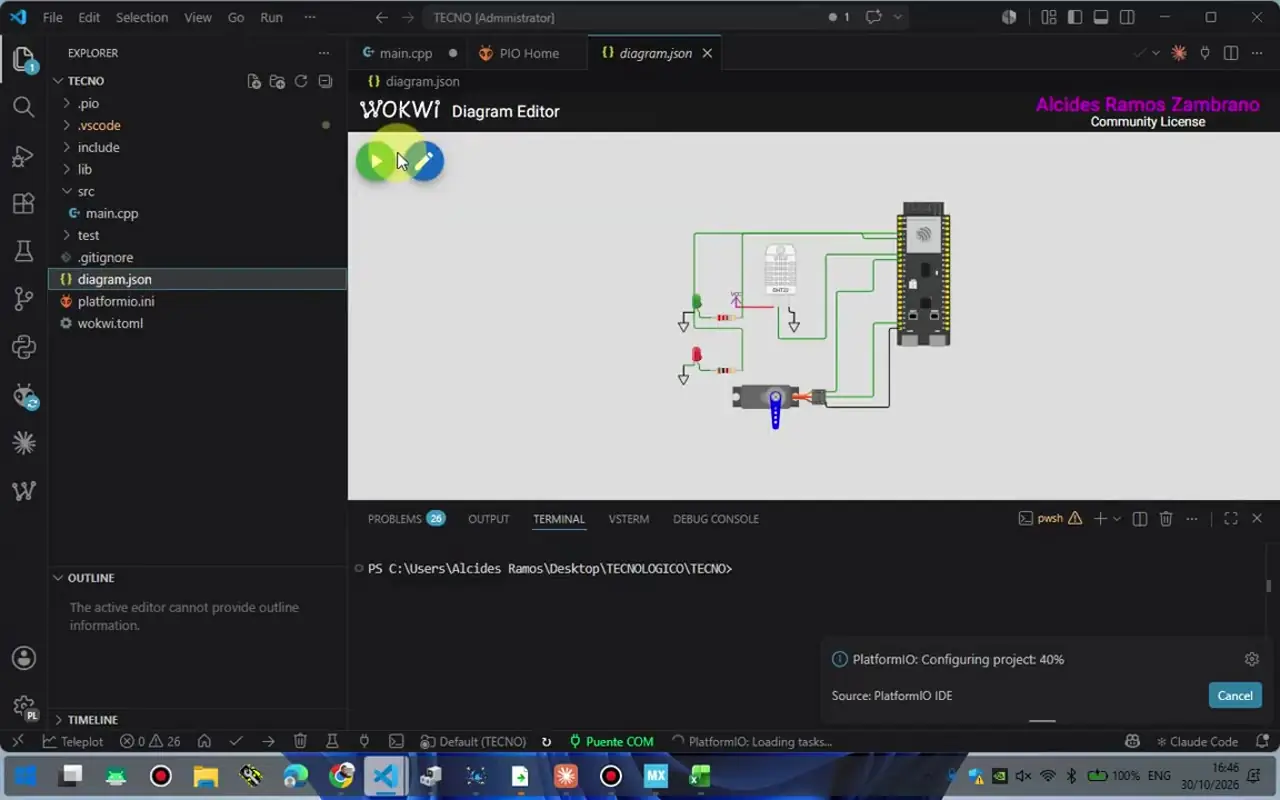 File Edit Selection View Go Run ··· TECNO [Administrator] 1
EXPLORER ···
TECNO
.pio
.vscode
include
lib
src
main.cpp
test
.gitignore
diagram.json
platformio.ini
wokwi.toml
OUTLINE
The active editor cannot provide outline
information.
TIMELINE
main.cpp PIO Home diagram.json
diagram.json
WOKWI Diagram Editor
Alcides Ramos Zambrano
Community License
VCC
DHT22
PROBLEMS 26 OUTPUT TERMINAL VSTERM DEBUG CONSOLE pwsh
PS C:\Users\Alcides Ramos\Desktop\TECNOLOGICO\TECNO>
PlatformIO: Configuring project: 40%
Source: PlatformIO IDE Cancel
1
PL
Teleplot 0 26 Default (TECNO) Puente COM PlatformIO: Loading tasks... Claude Code
MX 100% ENG 16:46
30/10/2026